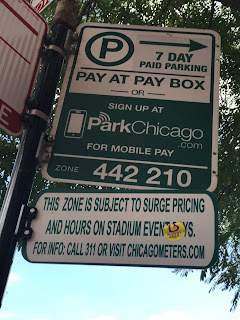 P
7 DAY
PAID PARKING
PAY AT PAY BOX
OR
SIGN UP AT
ParkChicago
.com
FOR MOBILE PAY
ZONE 442 210
THIS ZONE IS SUBJECT TO SURGE PRICING
AND HOURS ON STADIUM
FOR INFO: CALL 311 OR VISIT CHICAGOMETERS.COM